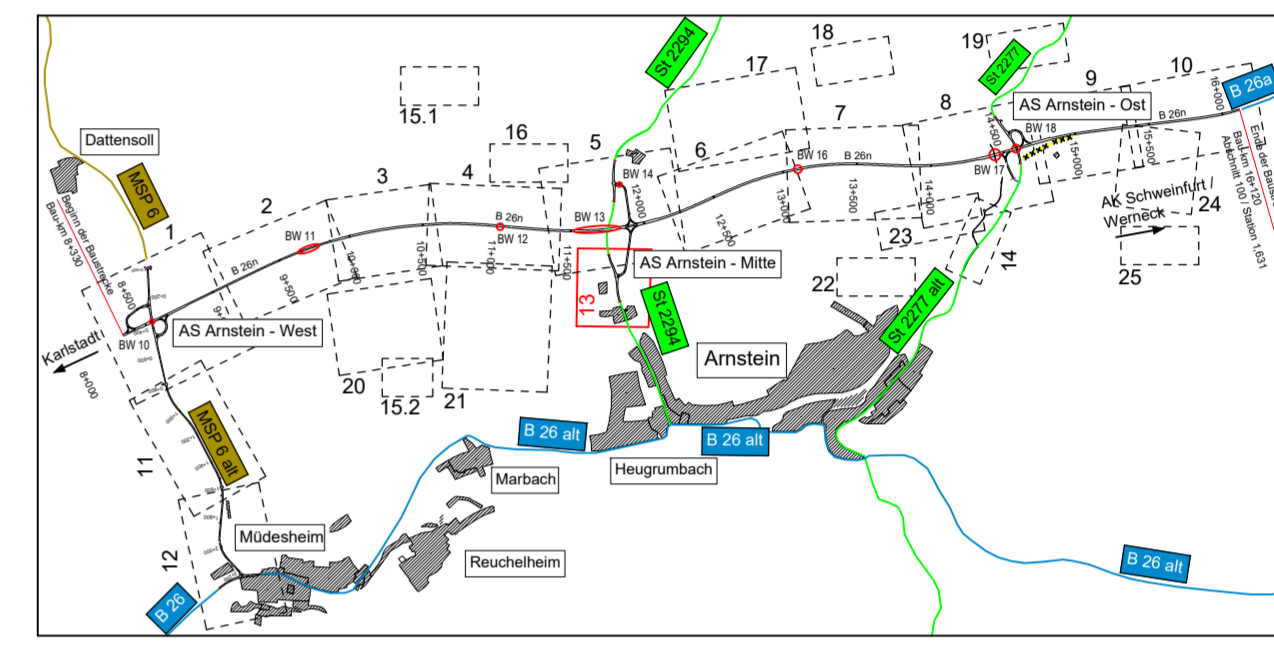 18
St 2294
17
19
St 2277
9
10
16+000
B 26a
15.1
AS Arnstein - Ost
8
7
16
5
6
Dattensoll
MSP 6
Beginn der Baustrecke
Bau-km 8+330
1
2
3
4
BW 11
B 26n
9+500
8+500
10+500
B 26n
BW 12
11+000
11+500
BW 13
BW 14
12+000
12+500
BW 16
B 26n
13+000
13+500
14+000
14+500
BW 17
BW 18
B 26n
15+000
15+500
Bau-km 16+120
Abschnitt 100 / Station 1,631
AK Schweinfurt /
Werneck
24
25
23
14
22
AS Arnstein - Mitte
13
St 2294
St 2277 alt
Arnstein
AS Arnstein - West
BW 10
Karlstadt
8+000
20
15.2
21
11
MSP 6 alt
B 26 alt
B 26 alt
Heugrumbach
Marbach
12
Müdesheim
Reuchelheim
B 26
B 26 alt